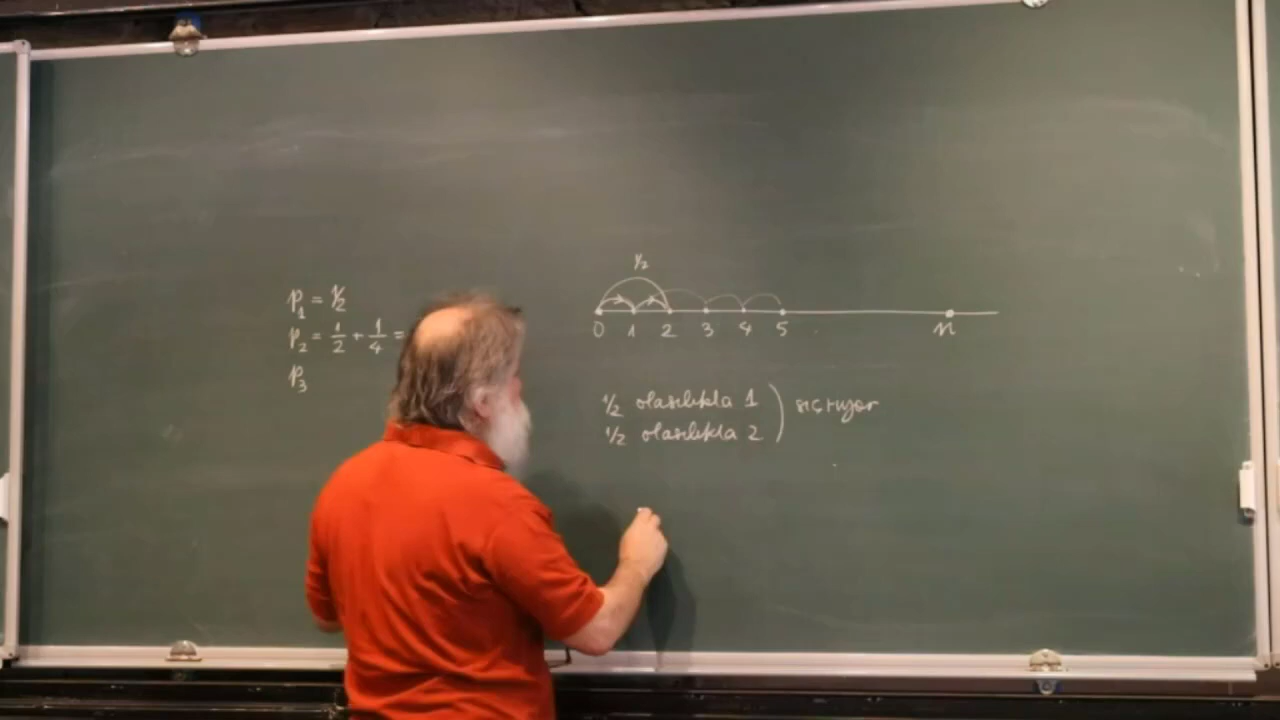 p₁ = 1/2
p₂ = 1/2 + 1/4 =
p₃
1/2
0 1 2 3 4 5 n
1/2 olasılıkla 1
1/2 olasılıkla 2
) sıçrıyor